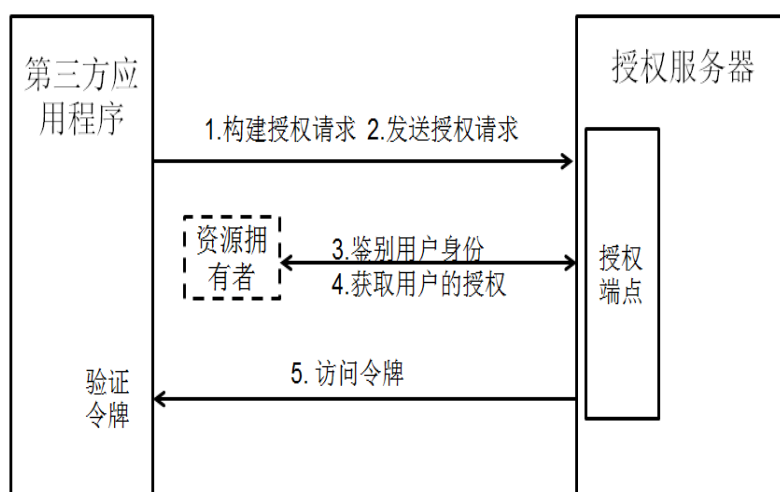 第三方应
用程序
授权服务器
1.构建授权请求 2.发送授权请求
资源拥
有者
3.鉴别用户身份
4.获取用户的授权
授权
端点
5. 访问令牌
验证
令牌